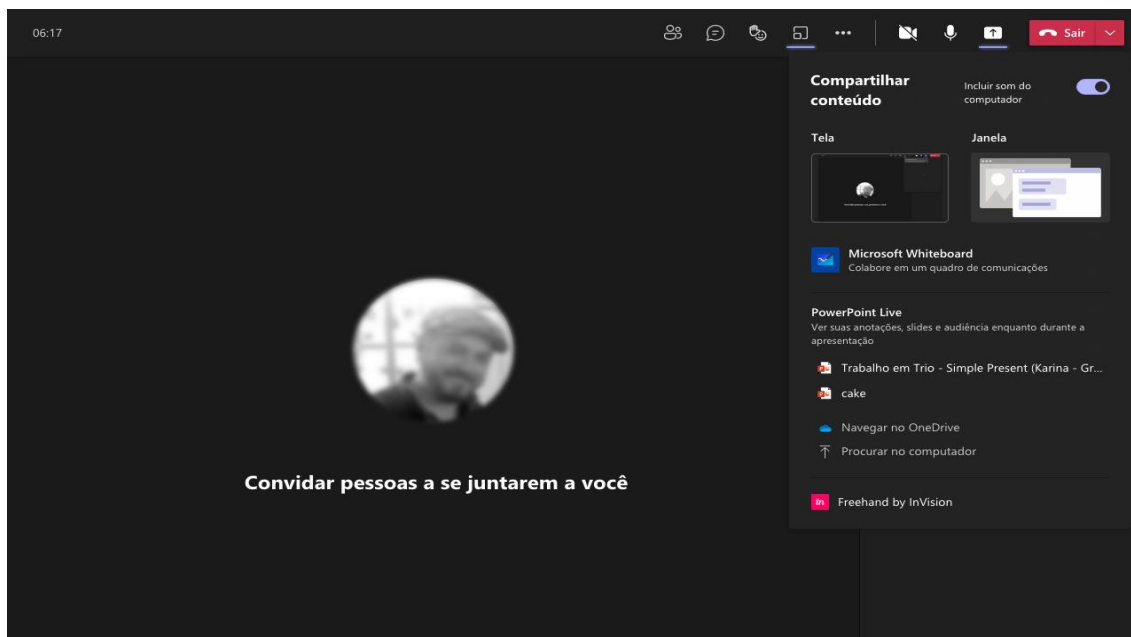 06:17
Sair
Compartilhar
conteúdo
Incluir som do
computador
Tela
Janela
Microsoft Whiteboard
Colabore em um quadro de comunicações
PowerPoint Live
Ver suas anotações, slides e audiência enquanto durante a
apresentação
Trabalho em Trio - Simple Present (Karina - Gr...
cake
Navegar no OneDrive
Procurar no computador
In
Freehand by InVision
Convidar pessoas a se juntarem a você